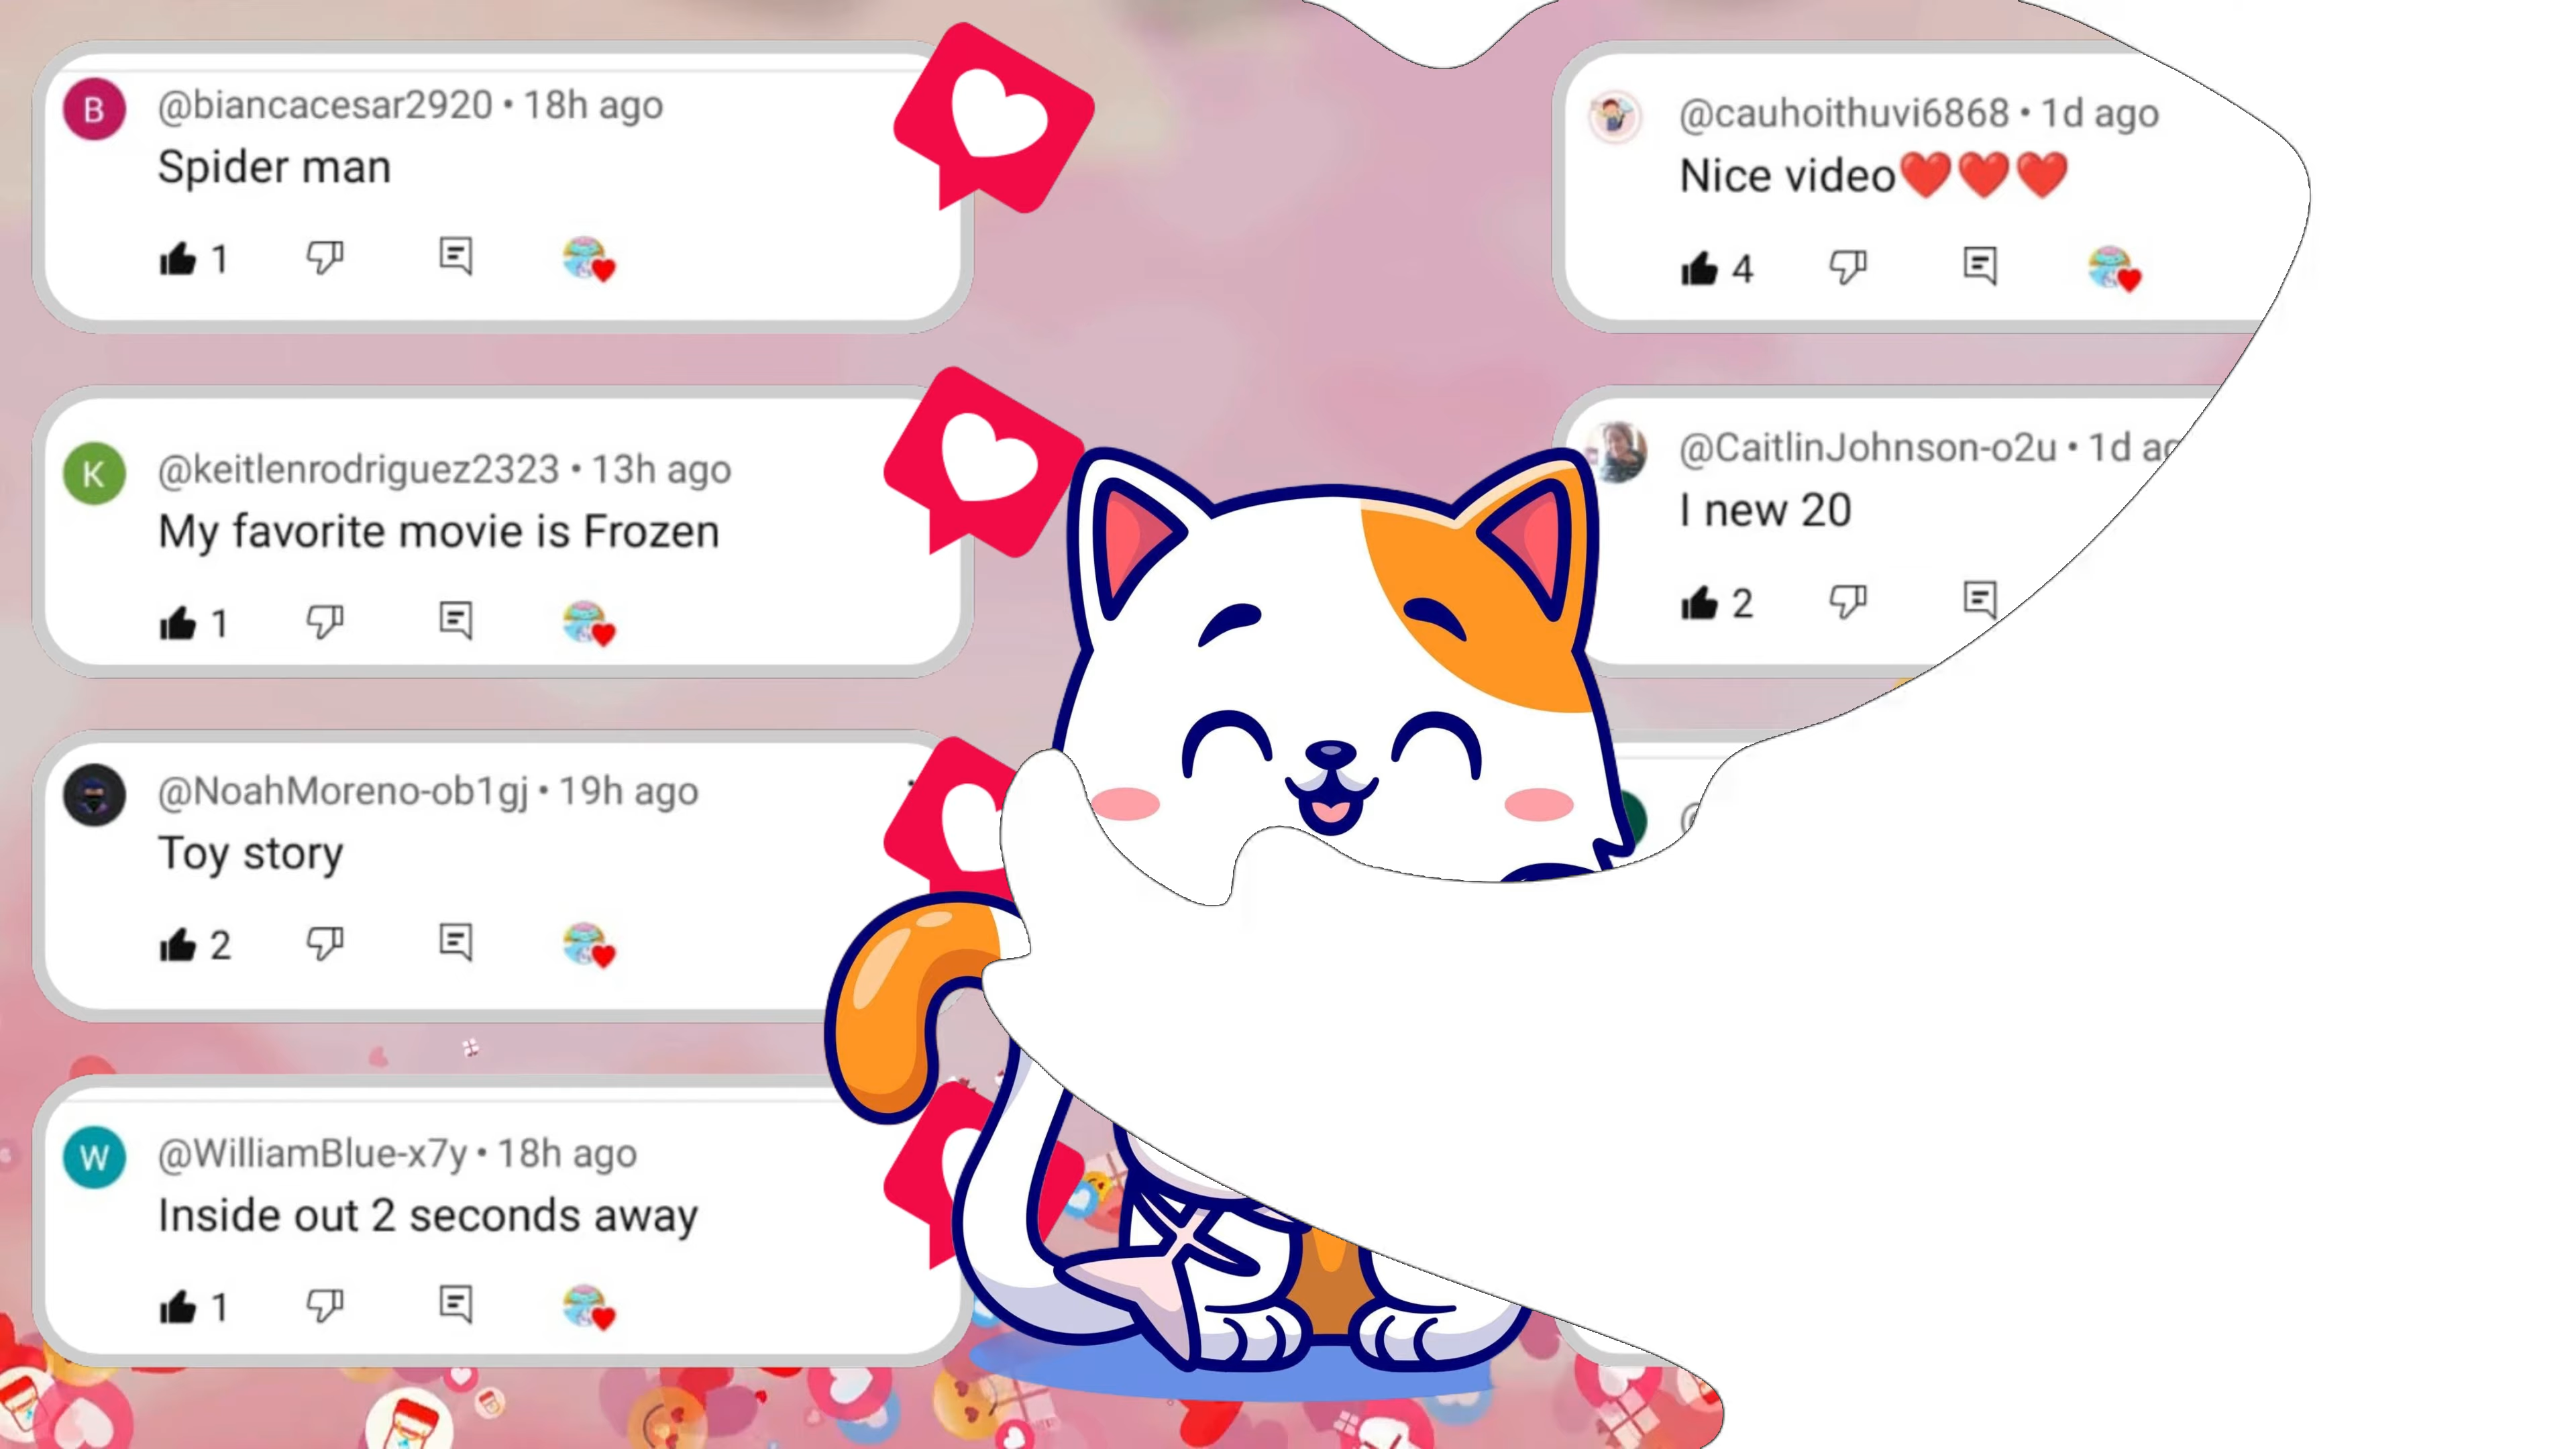 B
@biancacesar2920 • 18h ago
Spider man
1
K
@keitlenrodriguez2323 • 13h ago
My favorite movie is Frozen
1
@NoahMoreno-ob1gj • 19h ago
Toy story
2
W
@WilliamBlue-x7y • 18h ago
Inside out 2 seconds away
1
@cauhoithuvi6868 • 1d ago
Nice video❤️❤️❤️
4
@CaitlinJohnson-o2u • 1d
I new 20
2